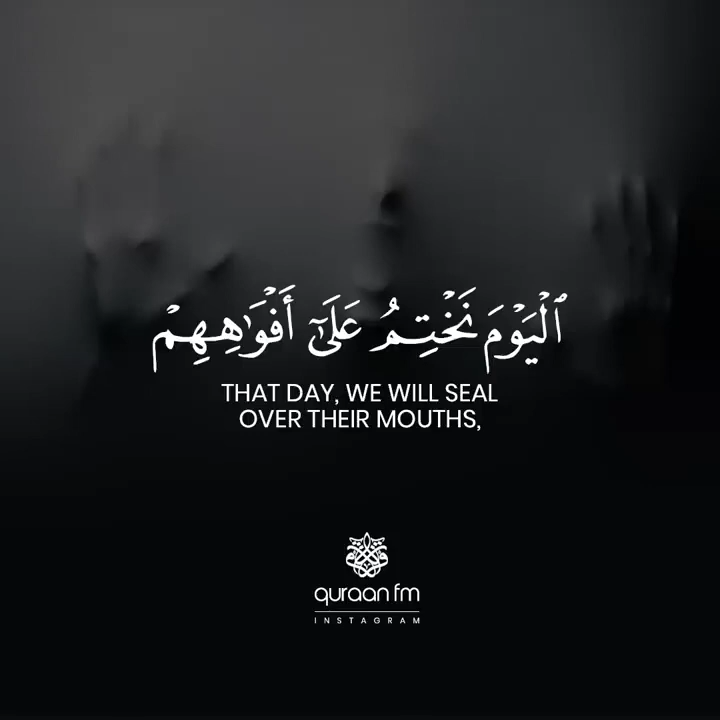 ٱلْيَوْمَ نَخْتِمُ عَلَىٰٓ أَفْوَٰهِهِمْ
THAT DAY, WE WILL SEAL
OVER THEIR MOUTHS,
quraan fm
INSTAGRAM